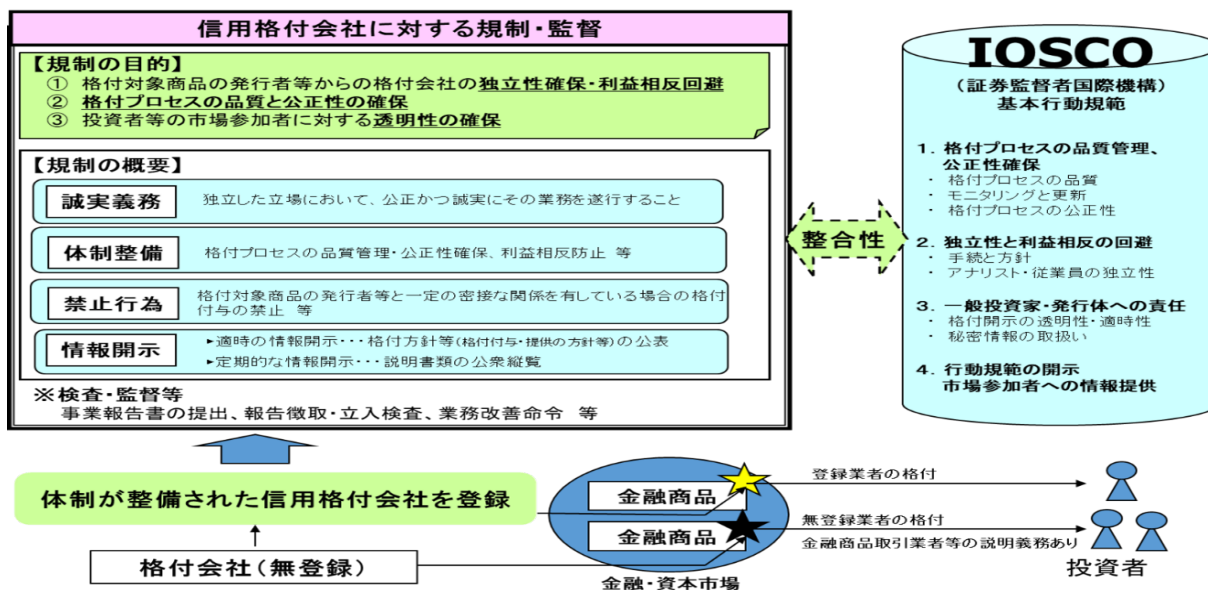 信用格付会社に対する規制・監督
【規制の目的】
① 格付対象商品の発行者等からの格付会社の独立性確保・利益相反回避
② 格付プロセスの品質と公正性の確保
③ 投資者等の市場参加者に対する透明性の確保
【規制の概要】
誠実義務
独立した立場において、公正かつ誠実にその業務を遂行すること
体制整備
格付プロセスの品質管理・公正性確保、利益相反防止 等
禁止行為
格付対象商品の発行者等と一定の密接な関係を有している場合の格付
付与の禁止 等
情報開示
►適時の情報開示・・・格付方針等(格付付与・提供の方針等)の公表
►定期的な情報開示・・・説明書類の公衆縦覧
※検査・監督等
事業報告書の提出、報告徴取・立入検査、業務改善命令 等
整合性
IOSCO
(証券監督者国際機構)
基本行動規範
1. 格付プロセスの品質管理、
公正性確保
・ 格付プロセスの品質
・ モニタリングと更新
・ 格付プロセスの公正性
2. 独立性と利益相反の回避
・ 手続と方針
・ アナリスト・従業員の独立性
3. 一般投資家・発行体への責任
・ 格付開示の透明性・適時性
・ 秘密情報の取扱い
4. 行動規範の開示
市場参加者への情報提供
体制が整備された信用格付会社を登録
格付会社(無登録)
金融商品
金融商品
金融・資本市場
登録業者の格付
無登録業者の格付
金融商品取引業者等の説明義務あり
投資者